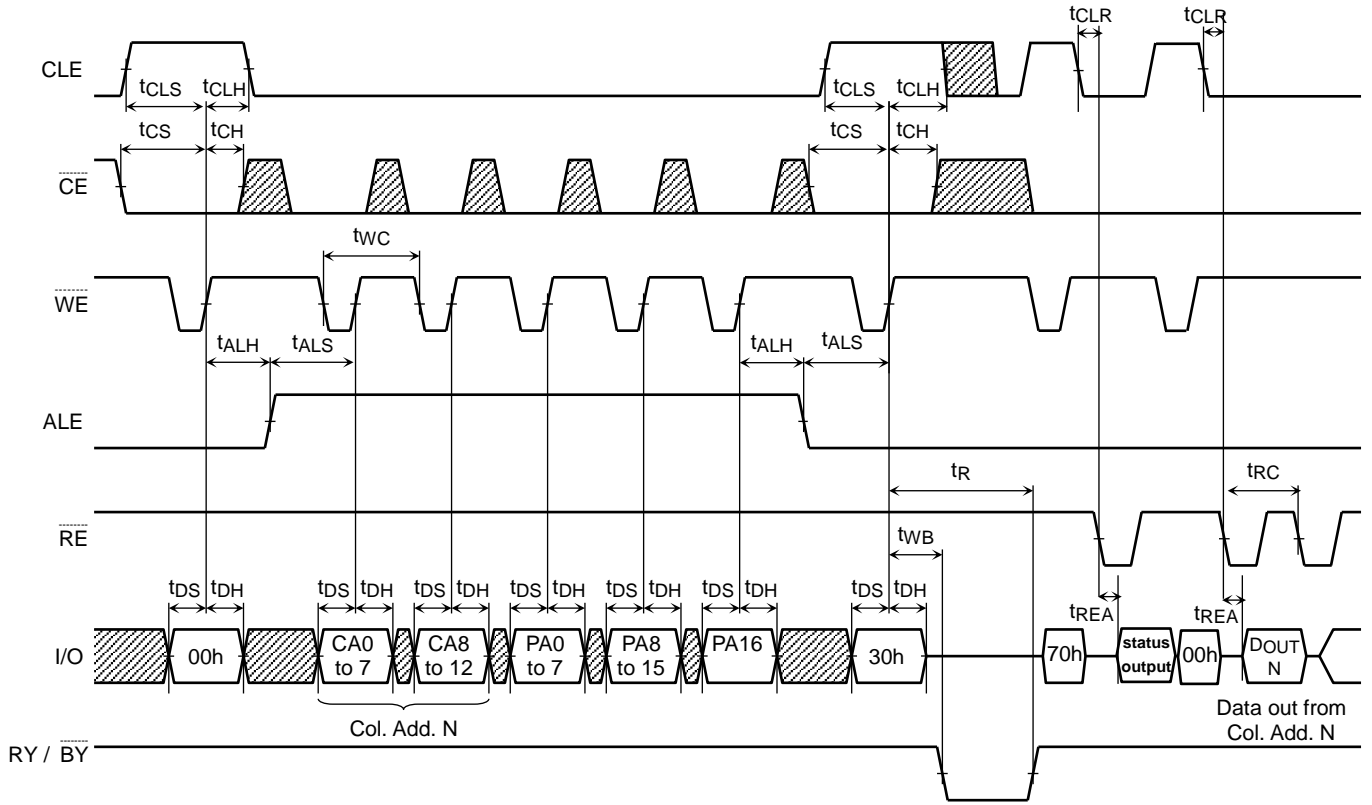 tCLR tCLR
CLE
tCLS tCLH tCLS tCLH
tCS tCH tCS tCH
CE
tWC
WE
tALH tALS tALH tALS
ALE
tR tRC
RE
tWB
tDS tDH tDS tDH tDS tDH tDS tDH tDS tDH tDS tDH tDS tDH
tREA tREA
I/O 00h CA0 to 7 CA8 to 12 PA0 to 7 PA8 to 15 PA16 30h 70h status output 00h DOUT N
Col. Add. N
Data out from
Col. Add. N
RY / BY